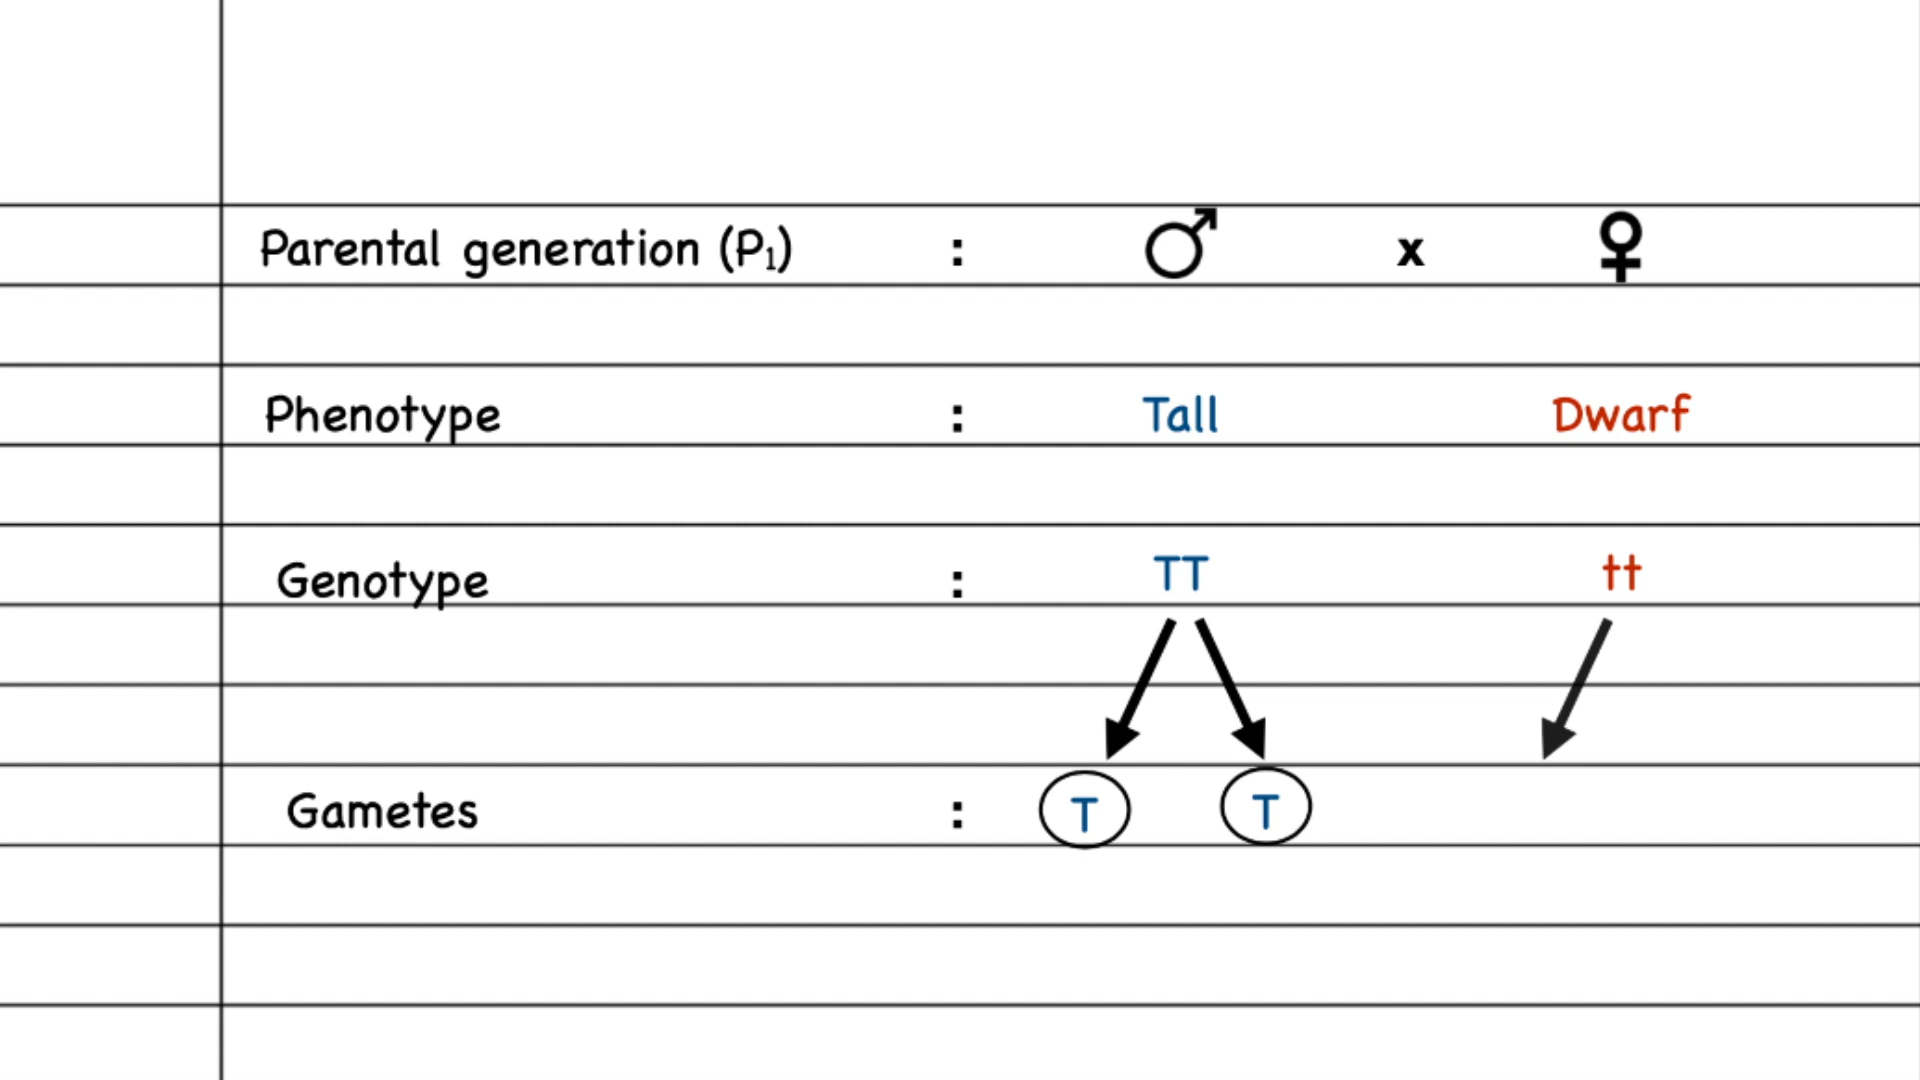 Parental generation (P₁) : ♂ x ♀
Phenotype : Tall Dwarf
Genotype : TT tt
Gametes : T T